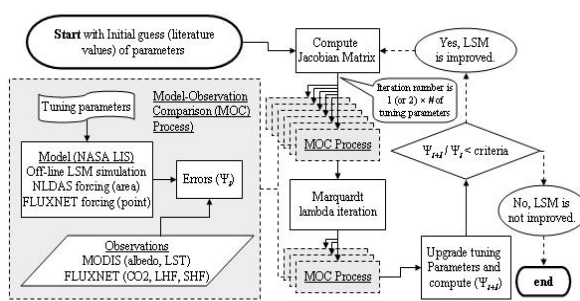 Start with Initial guess (literature
values) of parameters
Compute
Jacobian Matrix
Yes, LSM
is improved.
Iteration number is
1 (or 2) × # of
tuning parameters
Tuning parameters
Model-Observation
Comparison (MOC)
Process)
MOC Process
Model (NASA LIS)
Off-line LSM simulation
NLDAS forcing (area)
FLUXNET forcing (point)
Errors (Ψi)
Ψi+1/Ψi < criteria
Marquardt
lambda iteration
No, LSM is
not improved.
Observations
MODIS (albedo, LST)
FLUXNET (CO2, LHF, SHF)
MOC Process
Upgrade tuning
Parameters and
compute (Ψi+1)
end